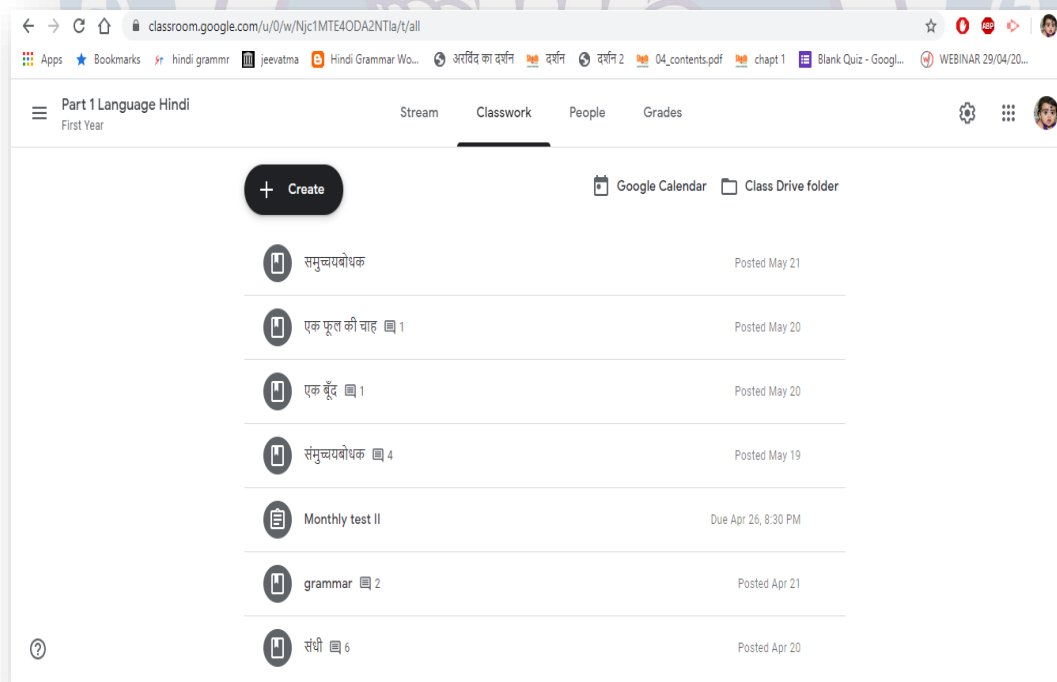 classroom.google.com/u/0/w/Njc1MTE4ODA2NTIa/t/all
Apps Bookmarks hindi grammr jeevatma Hindi Grammar Wo... अरविंद का दर्शन दर्शन दर्शन 2 04_contents.pdf chapt 1 Blank Quiz - Googl... WEBINAR 29/04/20...
Part 1 Language Hindi
First Year
Stream Classwork People Grades
Create
Google Calendar Class Drive folder
समुच्चयबोधक Posted May 21
एक फूल की चाह 1 Posted May 20
एक बूँद 1 Posted May 20
संमुच्चयबोधक 4 Posted May 19
Monthly test II Due Apr 26, 8:30 PM
grammar 2 Posted Apr 21
संधी 6 Posted Apr 20